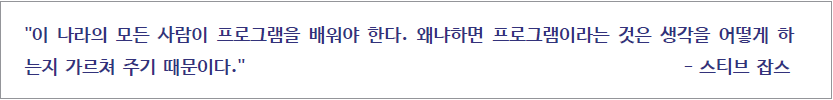 "이 나라의 모든 사람이 프로그램을 배워야 한다. 왜냐하면 프로그램이라는 것은 생각을 어떻게 하
는지 가르쳐 주기 때문이다." - 스티브 잡스